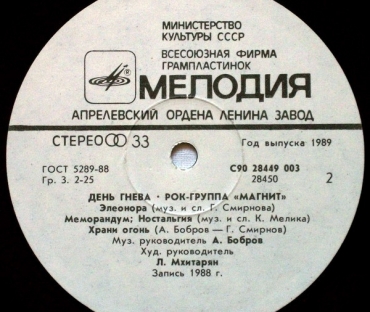 МИНИСТЕРСТВО
КУЛЬТУРЫ СССР
ВСЕСОЮЗНАЯ ФИРМА
ГРАМПЛАСТИНОК
МЕЛОДИЯ
АПРЕЛЕВСКИЙ ОРДЕНА ЛЕНИНА ЗАВОД
СТЕРЕО 33 Год выпуска 1989
ГОСТ 5289-88 С90 28449 003
Гр. 3. 2-25 28450 2
ДЕНЬ ГНЕВА · РОК-ГРУППА «МАГНИТ»
Элеонора (муз. и сл. Г. Смирнова)
Меморандум; Ностальгия (муз. и сл. К. Мелика)
Храни огонь (А. Бобров — Г. Смирнов)
Муз. руководитель А. Бобров
Худ. руководитель
Л. Мхитарян
Запись 1988 г.